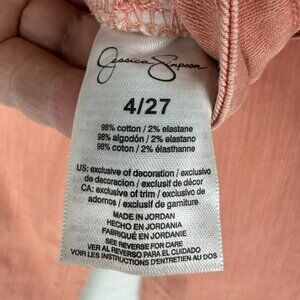 Jessica Simpson
4/27
98% cotton / 2% elastane
98% algodón / 2% elastano
98% coton / 2% élasthanne
US: exclusive of decoration / exclusivo
de decoracion / exclusif de décor
CA: exclusive of trim / exclusivo de
adornos / exclusif de garniture
MADE IN JORDAN
HECHO EN JORDANIA
FABRIQUÉ EN JORDANIE
SEE REVERSE FOR CARE
VER AL REVERSO PARA EL CUIDADO
VOIR LES INSTRUCTIONS D'ENTRETIEN AU DOS